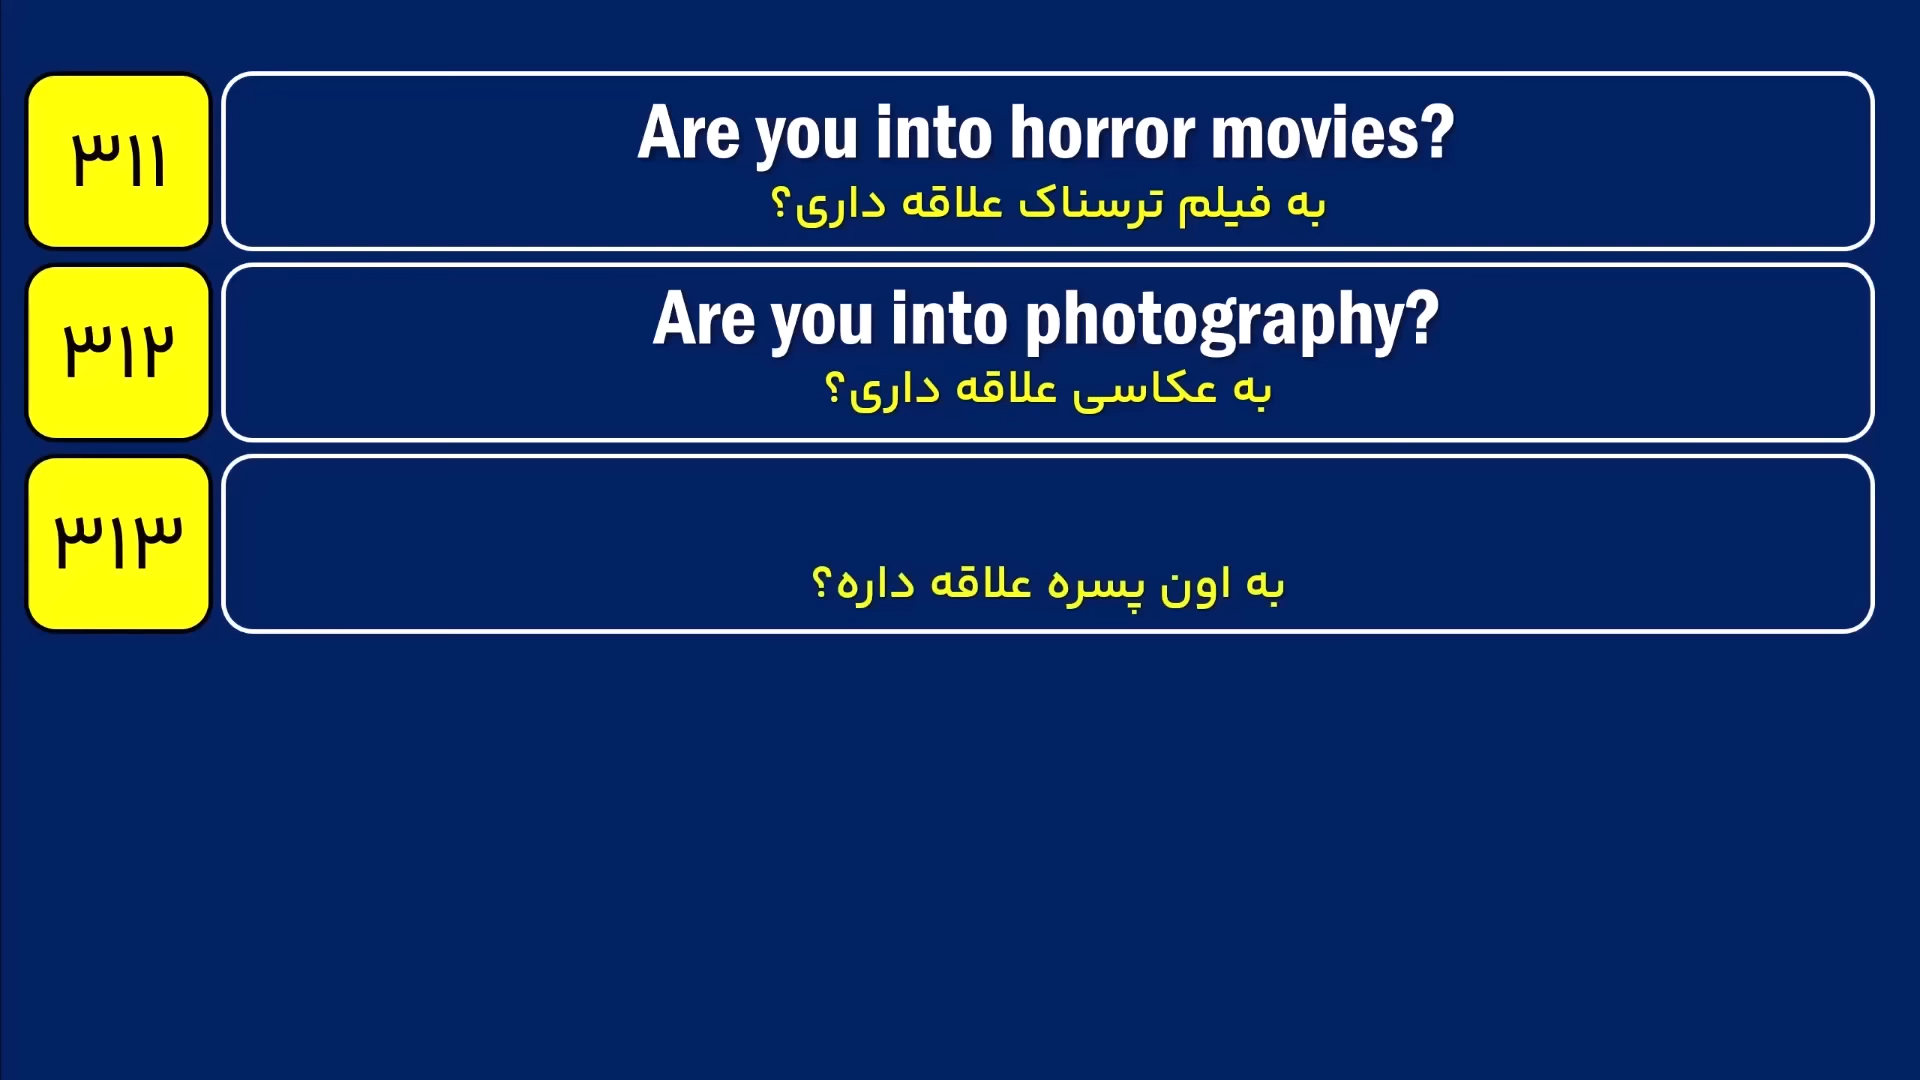 ۳۱۱
Are you into horror movies?
به فیلم ترسناک علاقه داری؟
۳۱۲
Are you into photography?
به عکاسی علاقه داری؟
۳۱۳
به اون پسره علاقه داره؟